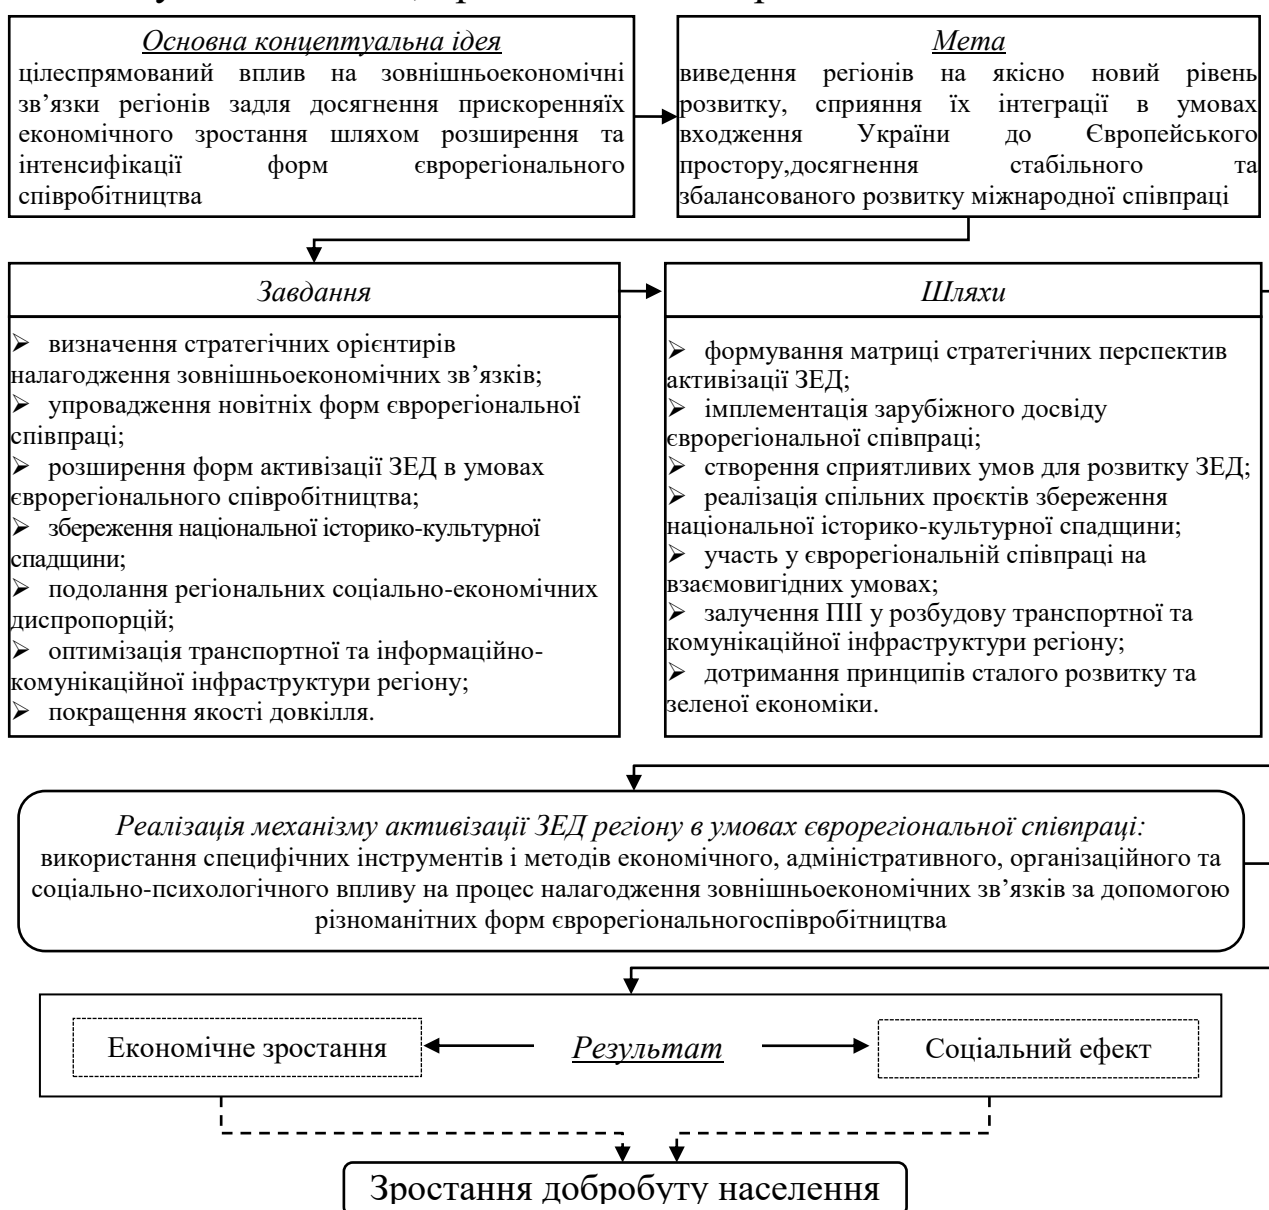 Основна концептуальна ідея
цілеспрямований вплив на зовнішньоекономічні
зв’язки регіонів задля досягнення прискоренняїх
економічного зростання шляхом розширення та
інтенсифікації форм єврорегіонального
співробітництва
Мета
виведення регіонів на якісно новий рівень
розвитку, сприяння їх інтеграції в умовах
входження України до Європейського
простору,досягнення стабільного та
збалансованого розвитку міжнародної співпраці
Завдання
➢ визначення стратегічних орієнтирів
налагодження зовнішньоекономічних зв’язків;
➢ упровадження новітніх форм єврорегіональної
співпраці;
➢ розширення форм активізації ЗЕД в умовах
єврорегіонального співробітництва;
➢ збереження національної історико-культурної
спадщини;
➢ подолання регіональних соціально-економічних
диспропорцій;
➢ оптимізація транспортної та інформаційно-
комунікаційної інфраструктури регіону;
➢ покращення якості довкілля.
Шляхи
➢ формування матриці стратегічних перспектив
активізації ЗЕД;
➢ імплементація зарубіжного досвіду
єврорегіональної співпраці;
➢ створення сприятливих умов для розвитку ЗЕД;
➢ реалізація спільних проєктів збереження
національної історико-культурної спадщини;
➢ участь у єврорегіональній співпраці на
взаємовигідних умовах;
➢ залучення ПІІ у розбудову транспортної та
комунікаційної інфраструктури регіону;
➢ дотримання принципів сталого розвитку та
зеленої економіки.
Реалізація механізму активізації ЗЕД регіону в умовах єврорегіональної співпраці:
використання специфічних інструментів і методів економічного, адміністративного, організаційного та
соціально-психологічного впливу на процес налагодження зовнішньоекономічних зв’язків за допомогою
різноманітних форм єврорегіональногоспівробітництва
Економічне зростання
Результат
Соціальний ефект
Зростання добробуту населення